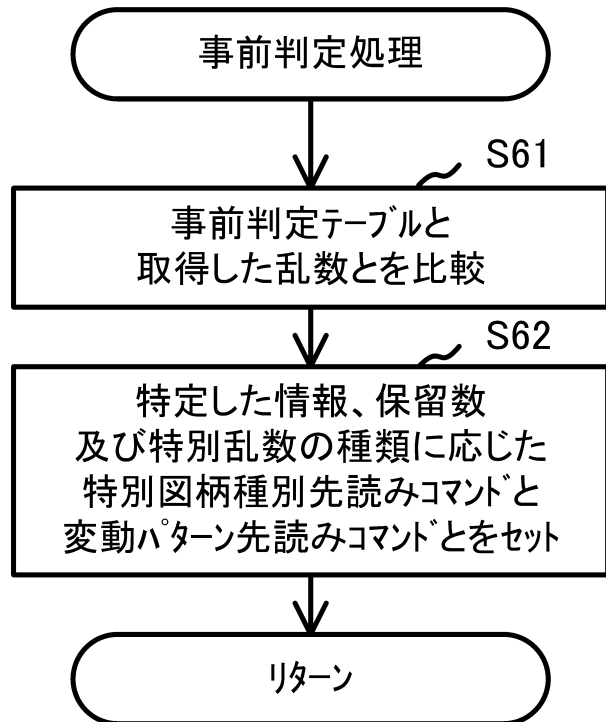 事前判定処理
S61
事前判定ﾃｰﾌﾞﾙと
取得した乱数とを比較
S62
特定した情報、保留数
及び特別乱数の種類に応じた
特別図柄種別先読みｺﾏﾝﾄﾞと
変動ﾊﾟﾀｰﾝ先読みｺﾏﾝﾄﾞとをｾｯﾄ
ﾘﾀｰﾝ